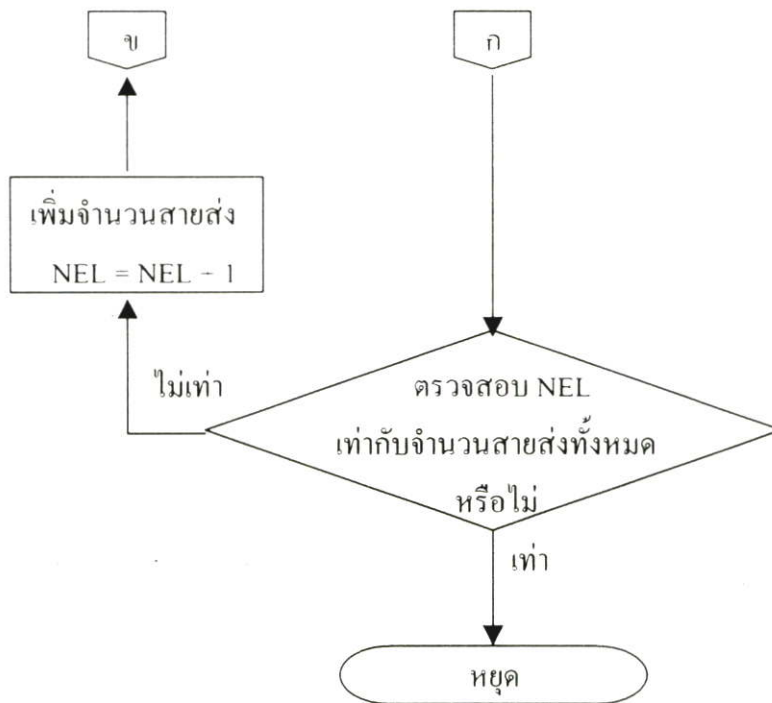 ข
ก
เพิ่มจำนวนสายส่ง
NEL = NEL - 1
ไม่เท่า
ตรวจสอบ NEL
เท่ากับจำนวนสายส่งทั้งหมด
หรือไม่
เท่า
หยุด